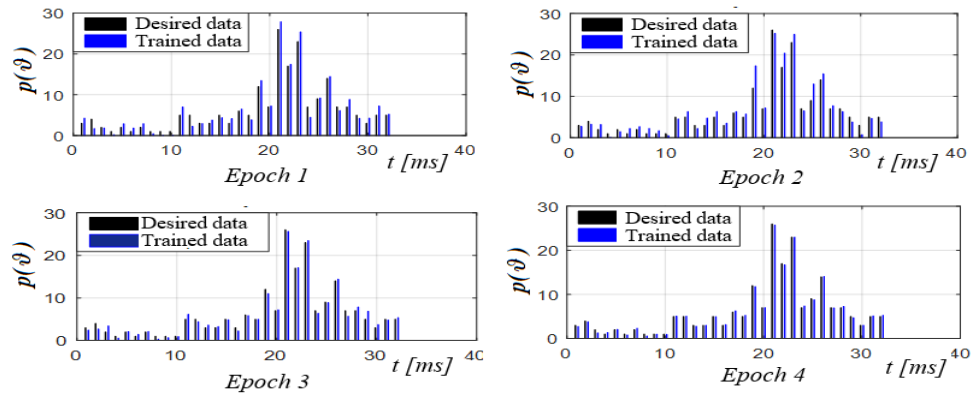 30
20
10
0
p(ϑ)
Desired data
Trained data
0
10
20
30
40
t [ms]
Epoch 1
30
20
10
0
p(ϑ)
Desired data
Trained data
0
10
20
30
40
t [ms]
Epoch 2
30
20
10
0
p(ϑ)
Desired data
Trained data
0
10
20
30
40
t [ms]
Epoch 3
30
20
10
0
p(ϑ)
Desired data
Trained data
0
10
20
30
40
t [ms]
Epoch 4